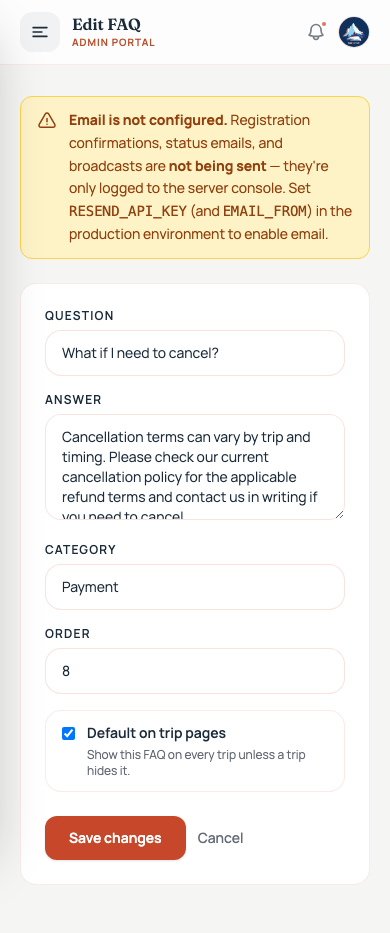 Edit FAQ
ADMIN PORTAL
Email is not configured. Registration
confirmations, status emails, and
broadcasts are not being sent — they're
only logged to the server console. Set
RESEND_API_KEY (and EMAIL_FROM) in the
production environment to enable email.
QUESTION
What if I need to cancel?
ANSWER
Cancellation terms can vary by trip and
timing. Please check our current
cancellation policy for the applicable
refund terms and contact us in writing if
you need to cancel
CATEGORY
Payment
ORDER
8
Default on trip pages
Show this FAQ on every trip unless a trip
hides it.
Save changes
Cancel